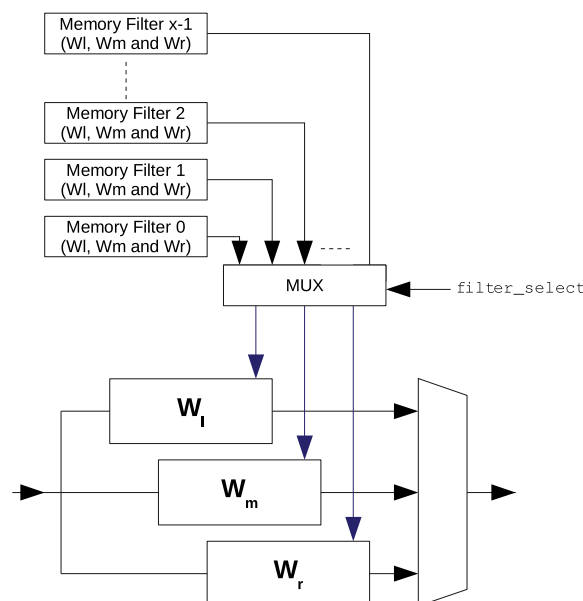 Memory Filter x-1
(Wl, Wm and Wr)
Memory Filter 2
(Wl, Wm and Wr)
Memory Filter 1
(Wl, Wm and Wr)
Memory Filter 0
(Wl, Wm and Wr)
MUX
filter_select
Wl
Wm
Wr